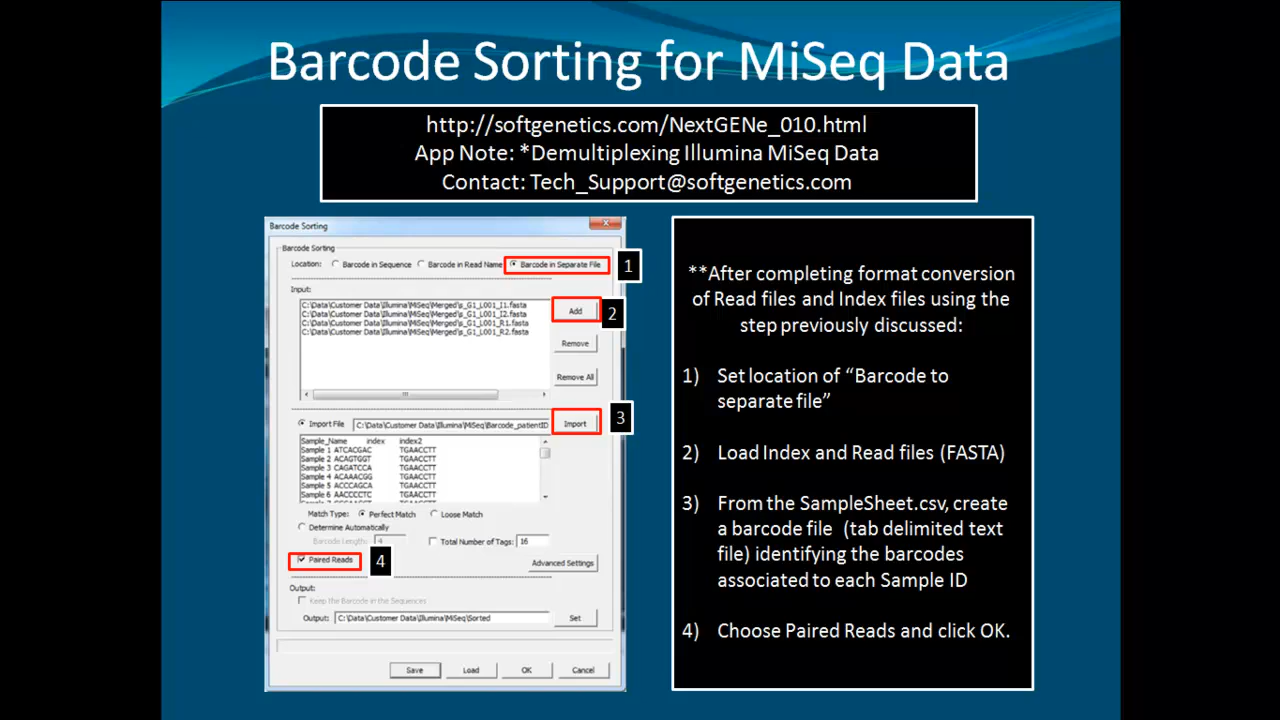 Barcode Sorting for MiSeq Data
http://softgenetics.com/NextGENe_010.html
App Note: *Demultiplexing Illumina MiSeq Data
Contact: Tech_Support@softgenetics.com
Barcode Sorting
Barcode Sorting
Location: Barcode in Sequence Barcode in Read Name Barcode in Separate File
1
Input:
C:\Data\Customer Data\Illumina\MiSeq\Merged\s_G1_L001_I1.fasta
C:\Data\Customer Data\Illumina\MiSeq\Merged\s_G1_L001_I2.fasta
C:\Data\Customer Data\Illumina\MiSeq\Merged\s_G1_L001_R1.fasta
C:\Data\Customer Data\Illumina\MiSeq\Merged\s_G1_L001_R2.fasta
Add
2
Remove
Remove All
3
Import File C:\Data\Customer Data\Illumina\MiSeq\Barcode_patientID Import
Sample_Name index index2
Sample 1 ATCACGAC TGAACCTT
Sample 2 ACAGTGGT TGAACCTT
Sample 3 CAGATCCA TGAACCTT
Sample 4 ACAAACGG TGAACCTT
Sample 5 ACCCAGCA TGAACCTT
Sample 6 AACCCCTC TGAACCTT
Match Type: Perfect Match Loose Match
Determine Automatically
Barcode Length: 4 Total Number of Tags: 16
Paired Reads 4 Advanced Settings
Output:
Keep the Barcode in the Sequences
Output: C:\Data\Customer Data\Illumina\MiSeq\Sorted Set
Save Load OK Cancel
**After completing format conversion
of Read files and Index files using the
step previously discussed:
1) Set location of “Barcode to
separate file”
2) Load Index and Read files (FASTA)
3) From the SampleSheet.csv, create
a barcode file (tab delimited text
file) identifying the barcodes
associated to each Sample ID
4) Choose Paired Reads and click OK.